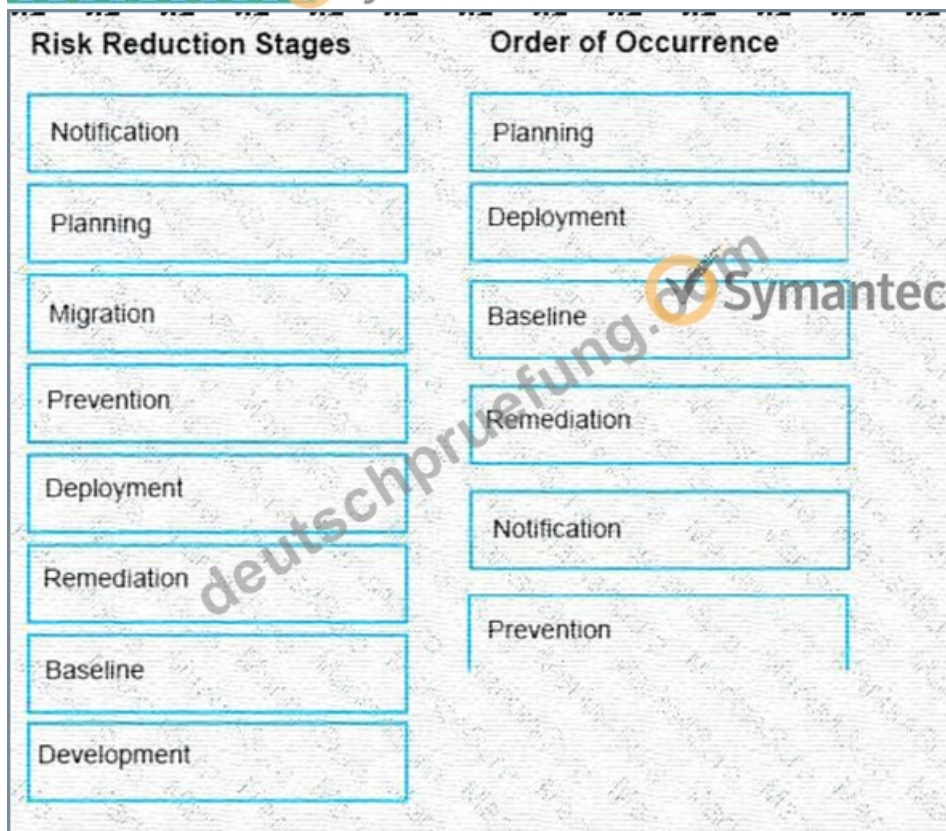 Risk Reduction Stages
Notification
Planning
Migration
Prevention
Deployment
Remediation
Baseline
Development
Order of Occurrence
Planning
Deployment
Baseline
Remediation
Notification
Prevention
Symantec
deutschpruefung.com